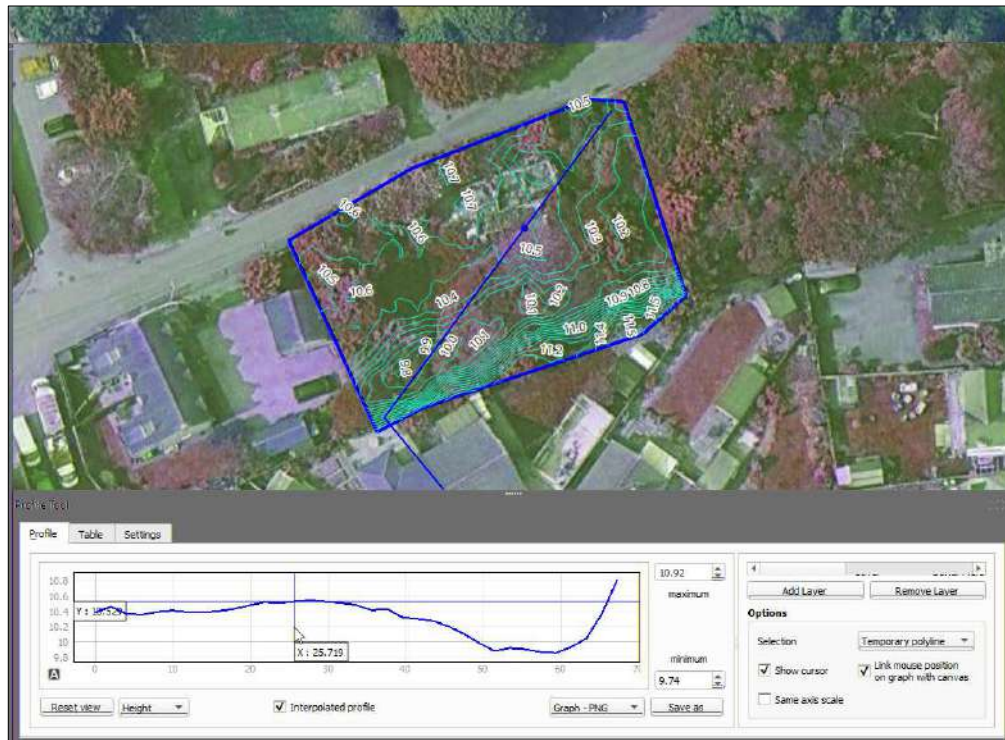 10.5
10.7
10.7
10.6
10.6
10.3
10.2
10.5
10.5
10.6
10.4
10.1
10.2
10.9
10.6
11.5
11.0
11.4
11.5
11.2
9.9
10.0
10.1
9.8
Profile Tool
Profile Table Settings
10.8
10.6
10.4
10.2
10
9.8
X : 25.719
0 10 20 30 40 50 60 70
10.92
maximum
minimum
9.74
A
Reset view Height Interpolated profile Graph - PNG Save as
Add Layer Remove Layer
Options
Selection Temporary polyline
Show cursor Link mouse position
on graph with canvas
Same axis scale